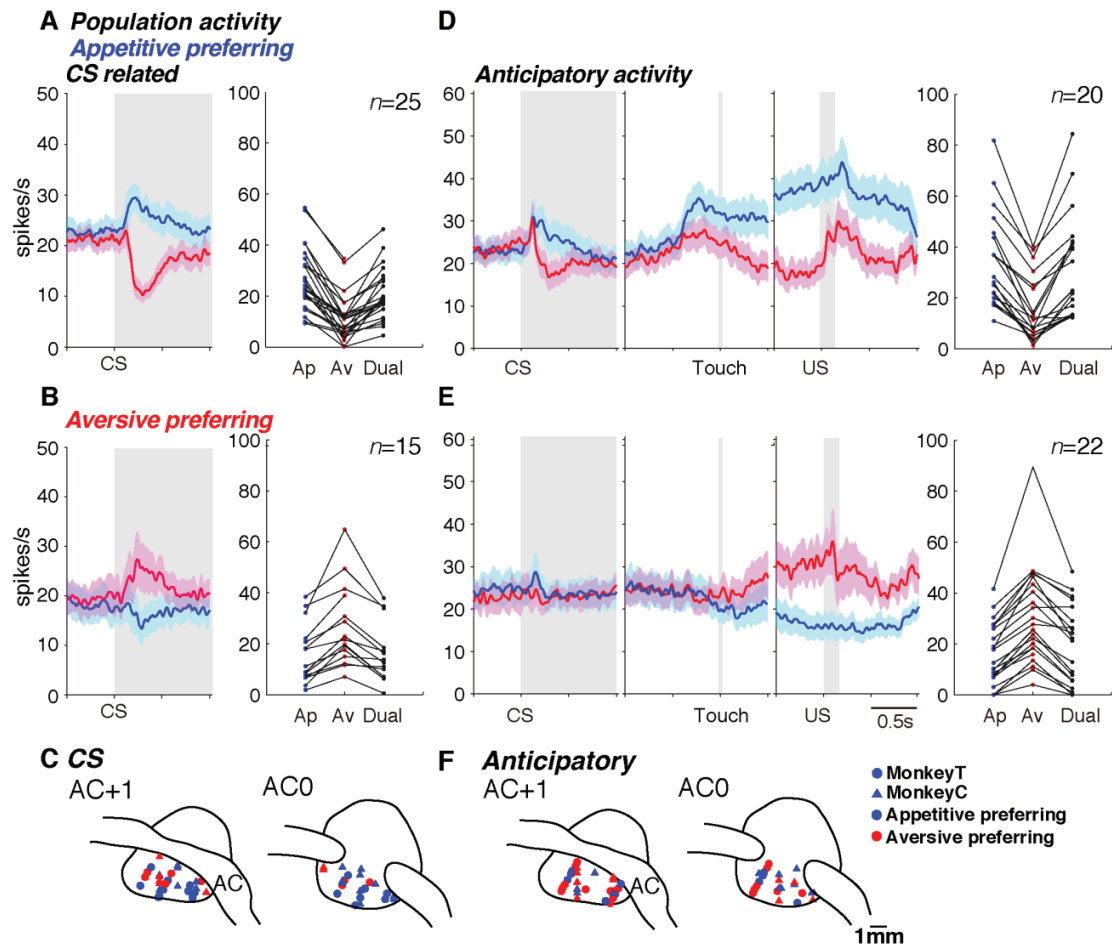 A Population activity
Appetitive preferring
CS related
50
40
30
20
10
0
spikes/s
CS
100
80
60
40
20
0
n=25
Ap Av Dual
D
Anticipatory activity
60
50
40
30
20
10
0
CS
Touch
US
100
80
60
40
20
0
n=20
Ap Av Dual
B
Aversive preferring
50
40
30
20
10
0
spikes/s
CS
100
80
60
40
20
0
n=15
Ap Av Dual
E
60
50
40
30
20
10
0
CS
Touch
US
0.5s
100
80
60
40
20
0
n=22
Ap Av Dual
C CS
AC+1
AC0
AC
F Anticipatory
AC+1
AC0
AC
1mm
MonkeyT
MonkeyC
Appetitive preferring
Aversive preferring